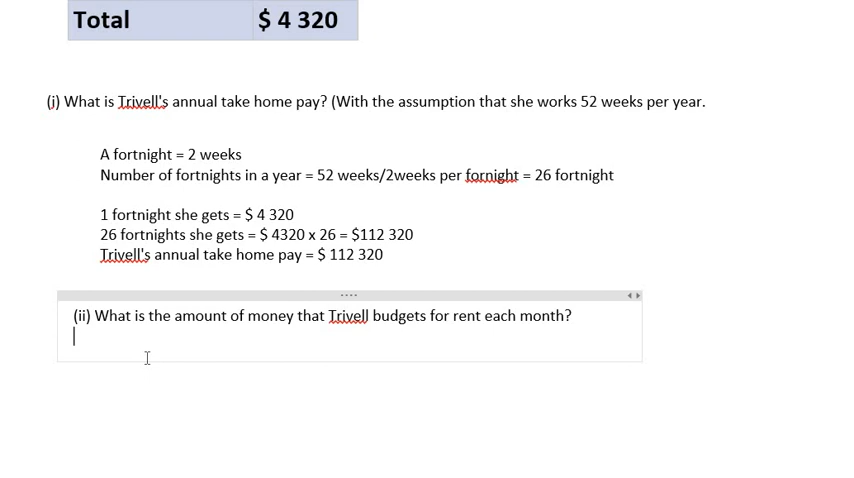 Total $ 4 320
(i) What is Trivell's annual take home pay? (With the assumption that she works 52 weeks per year.
A fortnight = 2 weeks
Number of fortnights in a year = 52 weeks/2weeks per fornight = 26 fortnight
1 fortnight she gets = $ 4 320
26 fortnights she gets = $ 4320 x 26 = $112 320
Trivell's annual take home pay = $ 112 320
(ii) What is the amount of money that Trivell budgets for rent each month?